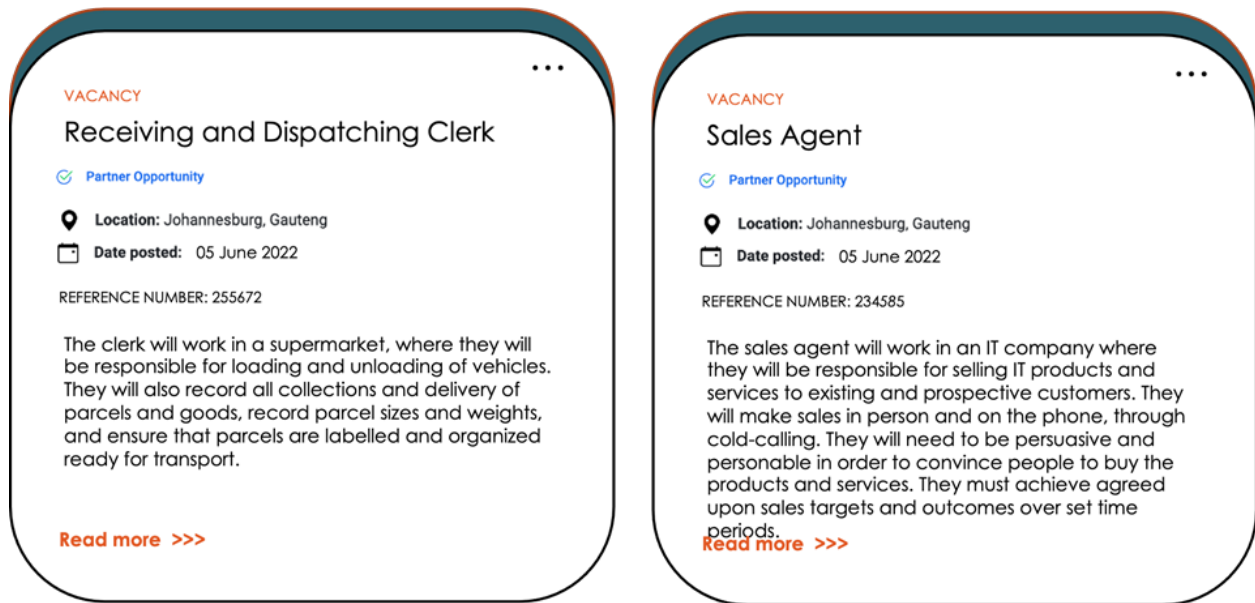 ...
VACANCY
Receiving and Dispatching Clerk
Partner Opportunity
Location: Johannesburg, Gauteng
Date posted: 05 June 2022
REFERENCE NUMBER: 255672
The clerk will work in a supermarket, where they will
be responsible for loading and unloading of vehicles.
They will also record all collections and delivery of
parcels and goods, record parcel sizes and weights,
and ensure that parcels are labelled and organized
ready for transport.
Read more >>>
...
VACANCY
Sales Agent
Partner Opportunity
Location: Johannesburg, Gauteng
Date posted: 05 June 2022
REFERENCE NUMBER: 234585
The sales agent will work in an IT company where
they will be responsible for selling IT products and
services to existing and prospective customers. They
will make sales in person and on the phone, through
cold-calling. They will need to be persuasive and
personable in order to convince people to buy the
products and services. They must achieve agreed
upon sales targets and outcomes over set time
periods.
Read more >>>